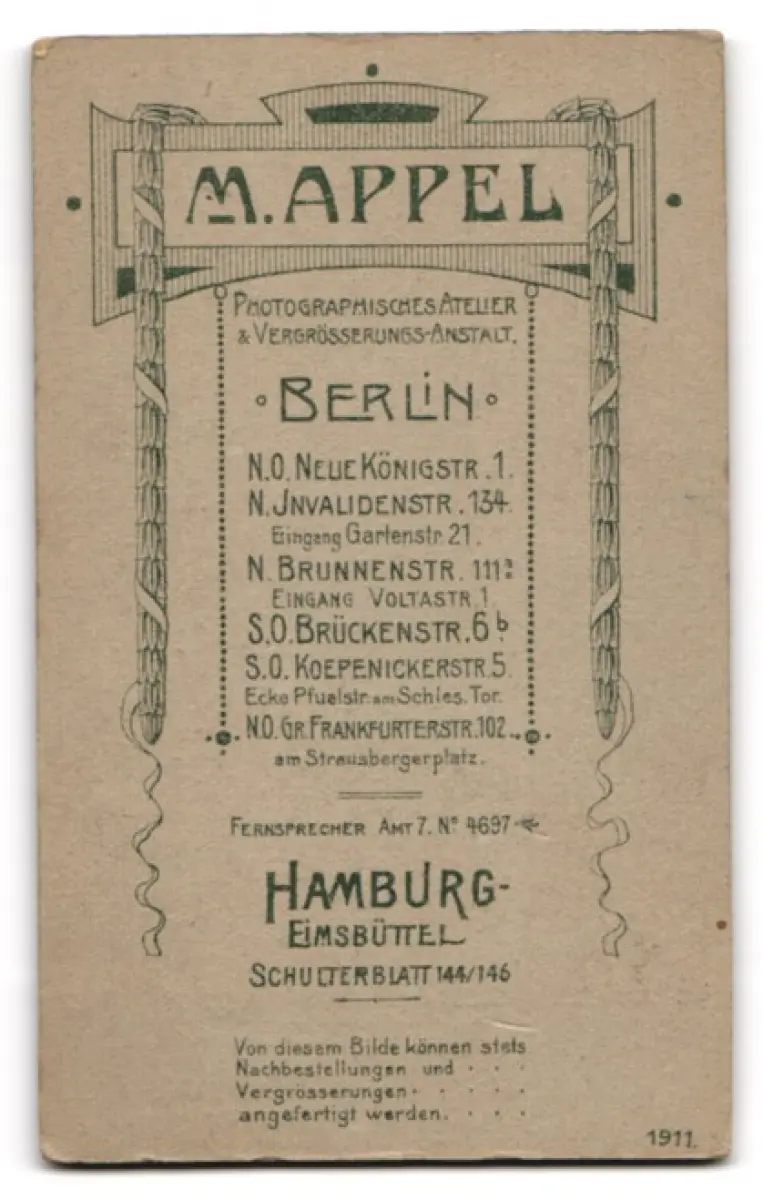 M. APPEL
PHOTOGRAPHISCHES ATELIER
& VERGRÖSSERUNGS-ANSTALT.
BERLIN
N.O. NEUE KÖNIGSTR. 1.
N. JNVALIDENSTR. 134.
Eingang Gartenstr. 21.
N. BRUNNENSTR. 111a
EINGANG VOLTASTR. 1
S.O. BRÜCKENSTR. 6b
S.O. KOEPENICKERSTR. 5
Ecke Pfuelstr. am Schles. Tor.
N.O. GR. FRANKFURTERSTR. 102.
am Strausbergerplatz.
FERNSPRECHER AMT 7. No 4697
HAMBURG-
EIMSBÜTTEL
SCHULTERBLATT 144/146
Von diesem Bilde können stets
Nachbestellungen und . . .
Vergrösserungen . . . . .
angefertigt werden. . . .
1911.